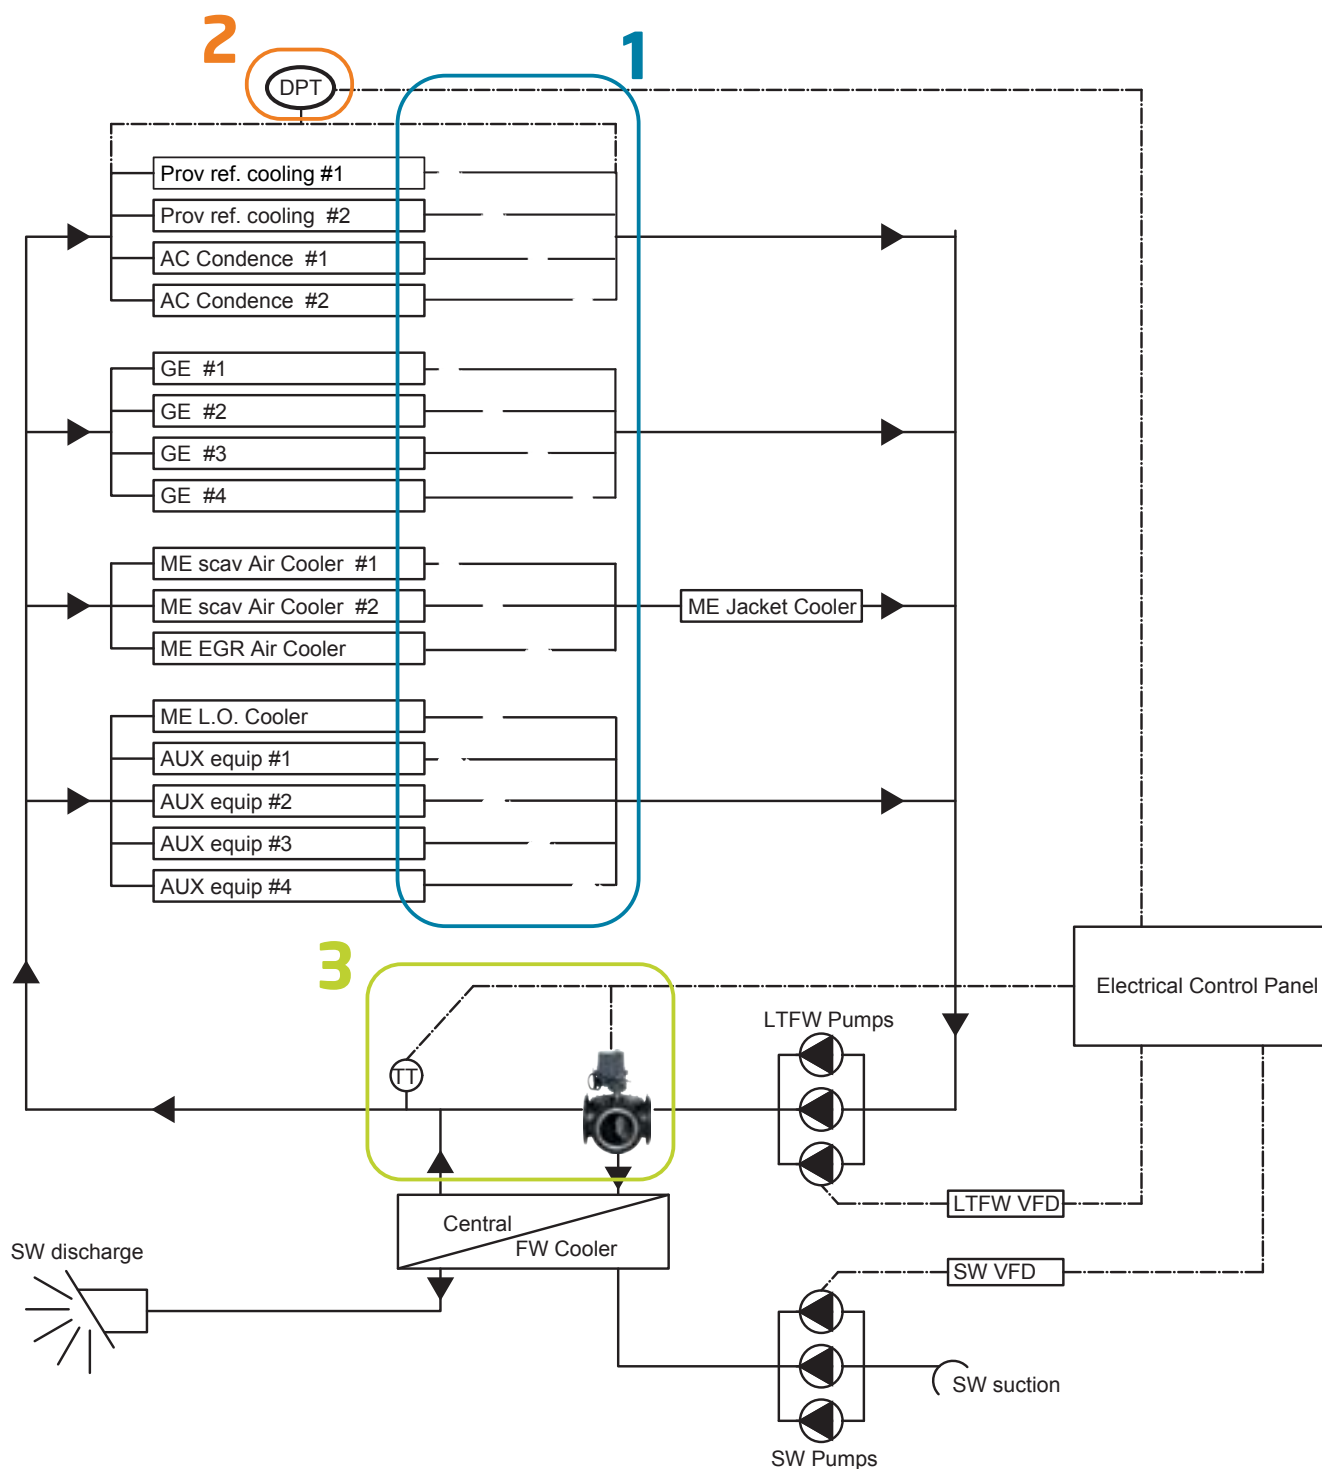 2
1
DPT
Prov ref. cooling #1
Prov ref. cooling #2
AC Condence #1
AC Condence #2
GE #1
GE #2
GE #3
GE #4
ME scav Air Cooler #1
ME scav Air Cooler #2
ME Jacket Cooler
ME EGR Air Cooler
ME L.O. Cooler
AUX equip #1
AUX equip #2
AUX equip #3
AUX equip #4
3
Electrical Control Panel
LTFW Pumps
TT
LTFW VFD
Central
FW Cooler
SW discharge
SW VFD
SW suction
SW Pumps